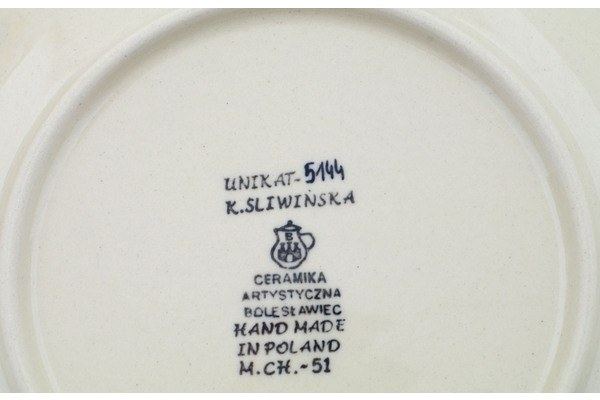 UNIKAT-5144
K.SLIWIŃSKA
B
CERAMIKA
ARTYSTYCZNA
BOLESŁAWIEC
HAND MADE
IN POLAND
M.CH.-51